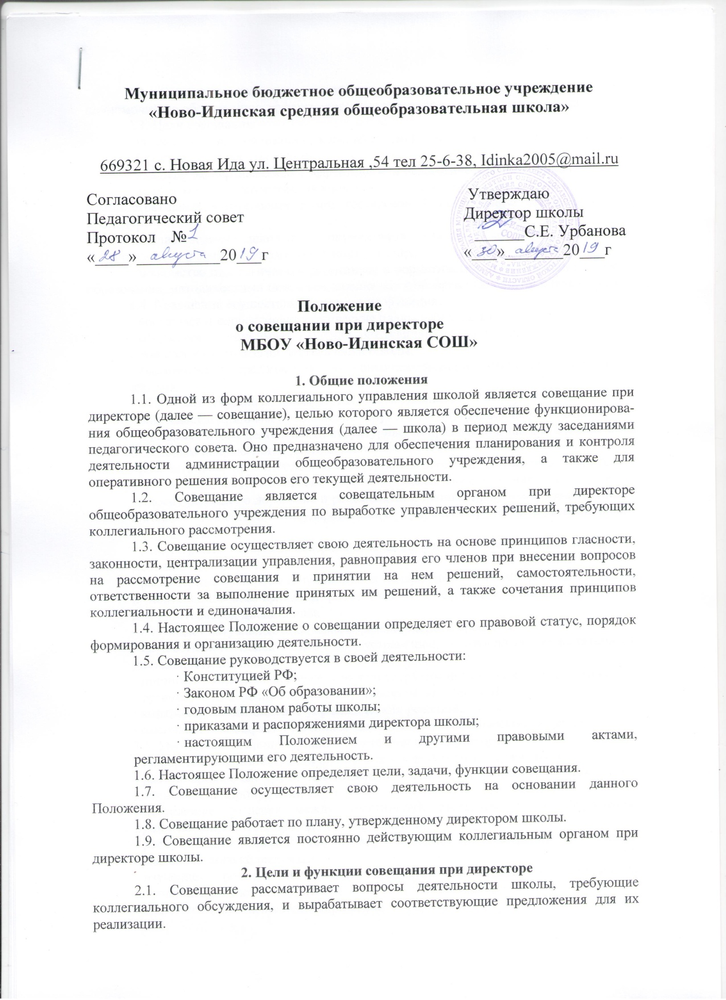 Муниципальное бюджетное общеобразовательное учреждение
«Ново-Идинская средняя общеобразовательная школа»
669321 с. Новая Ида ул. Центральная ,54 тел 25-6-38, Idinka2005@mail.ru
Согласовано
Педагогический совет
Протокол №1
«28» августа 2019 г
Утверждаю
Директор школы
______С.Е. Урбанова
«30» августа 2019 г
Положение
о совещании при директоре
МБОУ «Ново-Идинская СОШ»
1. Общие положения
1.1. Одной из форм коллегиального управления школой является совещание при
директоре (далее — совещание), целью которого является обеспечение функционирова-
ния общеобразовательного учреждения (далее — школа) в период между заседаниями
педагогического совета. Оно предназначено для обеспечения планирования и контроля
деятельности администрации общеобразовательного учреждения, а также для
оперативного решения вопросов его текущей деятельности.
1.2. Совещание является совещательным органом при директоре
общеобразовательного учреждения по выработке управленческих решений, требующих
коллегиального рассмотрения.
1.3. Совещание осуществляет свою деятельность на основе принципов гласности,
законности, централизации управления, равноправия его членов при внесении вопросов
на рассмотрение совещания и принятии на нем решений, самостоятельности,
ответственности за выполнение принятых им решений, а также сочетания принципов
коллегиальности и единоначалия.
1.4. Настоящее Положение о совещании определяет его правовой статус, порядок
формирования и организацию деятельности.
1.5. Совещание руководствуется в своей деятельности:
· Конституцией РФ;
· Законом РФ «Об образовании»;
· годовым планом работы школы;
· приказами и распоряжениями директора школы;
· настоящим Положением и другими правовыми актами,
регламентирующими его деятельность.
1.6. Настоящее Положение определяет цели, задачи, функции совещания.
1.7. Совещание осуществляет свою деятельность на основании данного
Положения.
1.8. Совещание работает по плану, утвержденному директором школы.
1.9. Совещание является постоянно действующим коллегиальным органом при
директоре школы.
2. Цели и функции совещания при директоре
2.1. Совещание рассматривает вопросы деятельности школы, требующие
коллегиального обсуждения, и вырабатывает соответствующие предложения для их
реализации.